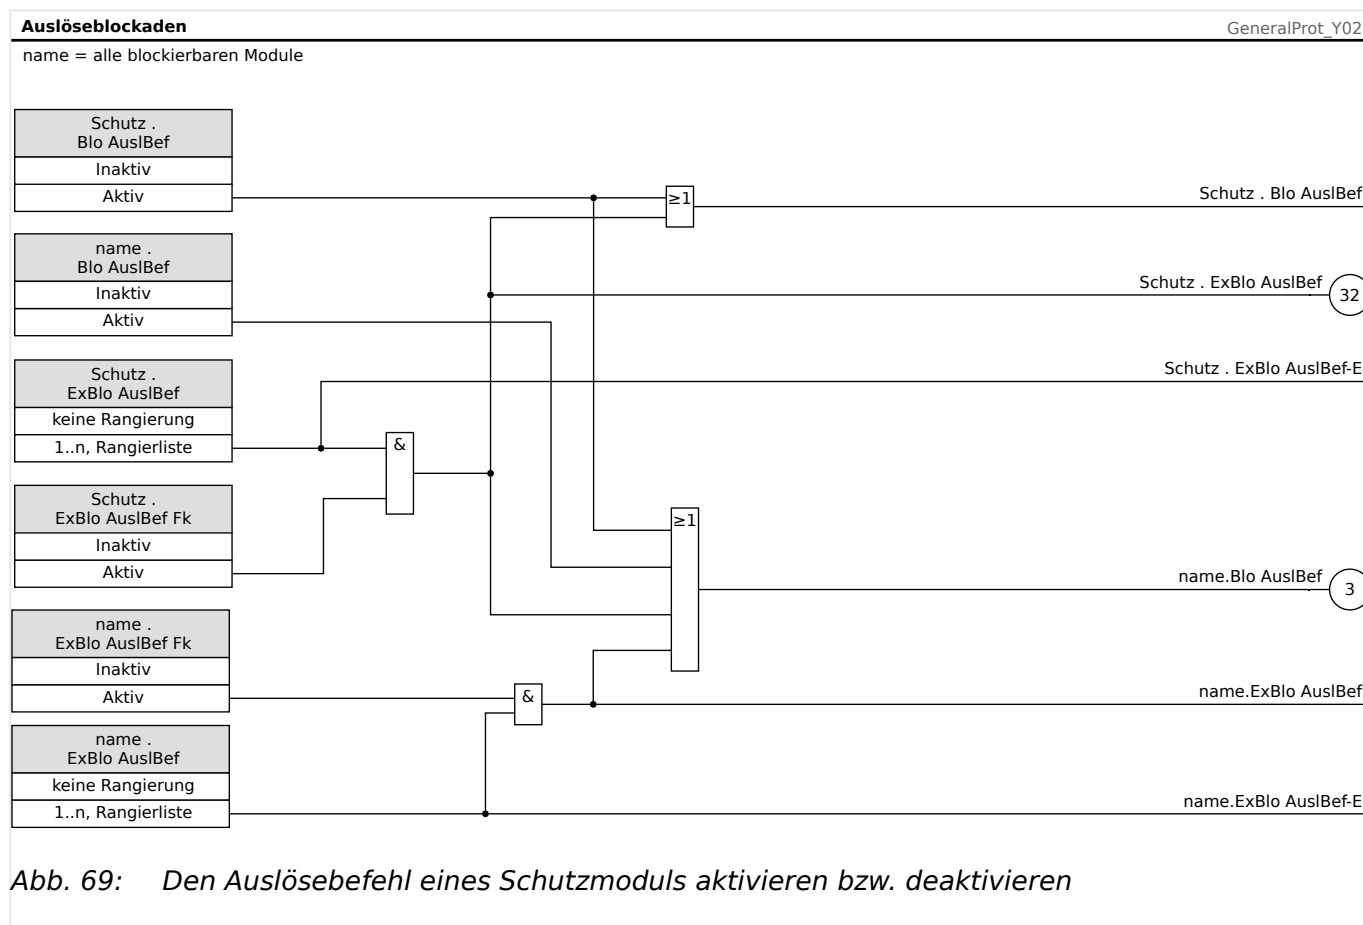 Auslöseblockaden
GeneralProt_Y02
name = alle blockierbaren Module
Schutz .
Blo AuslBef
Inaktiv
Aktiv
≥1
Schutz . Blo AuslBef
name .
Blo AuslBef
Inaktiv
Aktiv
Schutz . ExBlo AuslBef
32
Schutz .
ExBlo AuslBef
keine Rangierung
1..n, Rangierliste
Schutz . ExBlo AuslBef-E
&
Schutz .
ExBlo AuslBef Fk
Inaktiv
Aktiv
≥1
name.Blo AuslBef
3
name .
ExBlo AuslBef Fk
Inaktiv
Aktiv
&
name.ExBlo AuslBef
name .
ExBlo AuslBef
keine Rangierung
1..n, Rangierliste
name.ExBlo AuslBef-E
Abb. 69: Den Auslösebefehl eines Schutzmoduls aktivieren bzw. deaktivieren